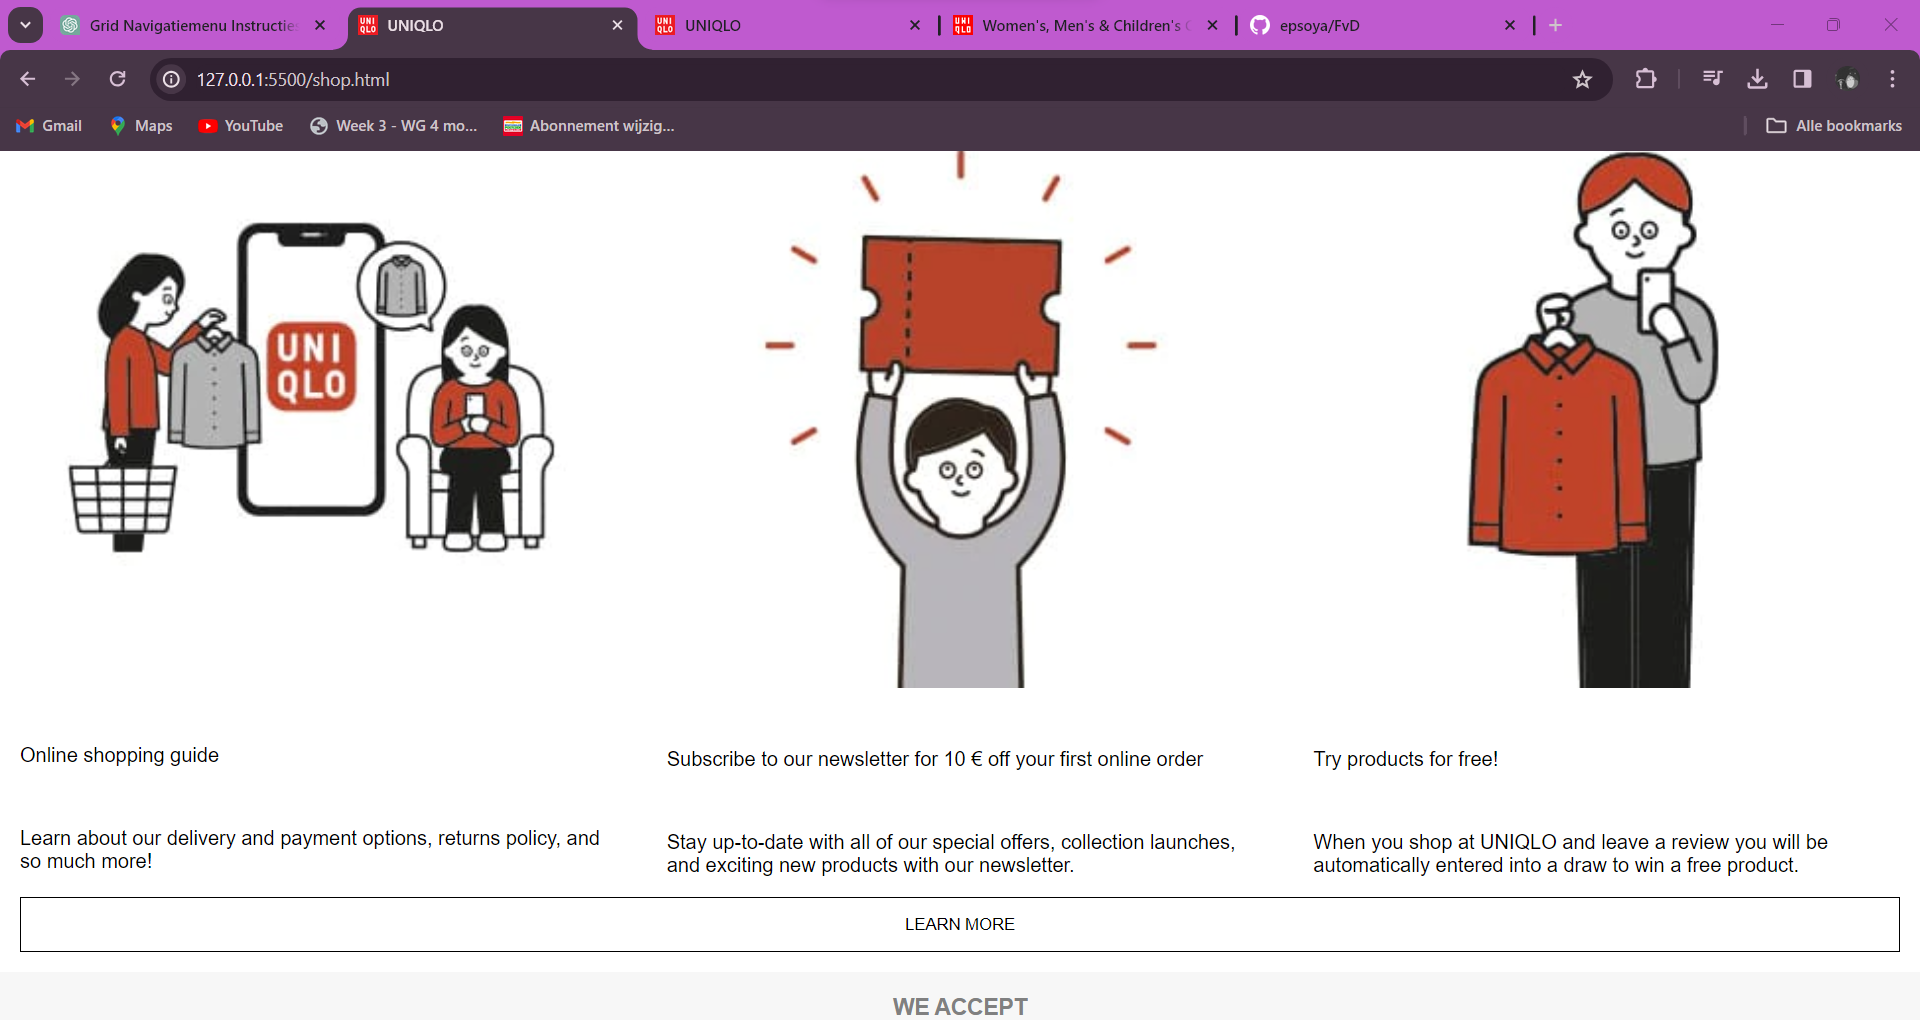 Grid Navigatiemenu Instructies
UNIQLO
UNIQLO
Women's, Men's & Children's C
epsoya/FvD
127.0.0.1:5500/shop.html
Gmail
Maps
YouTube
Week 3 - WG 4 mo...
Abonnement wijzig...
Alle bookmarks
UNI
QLO
Online shopping guide
Subscribe to our newsletter for 10 € off your first online order
Try products for free!
Learn about our delivery and payment options, returns policy, and
so much more!
Stay up-to-date with all of our special offers, collection launches,
and exciting new products with our newsletter.
When you shop at UNIQLO and leave a review you will be
automatically entered into a draw to win a free product.
LEARN MORE
WE ACCEPT